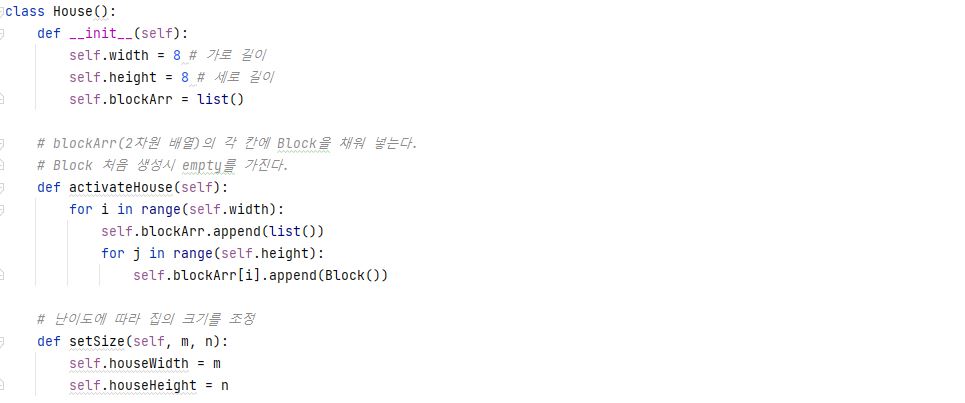 class House():
    def __init__(self):
        self.width = 8 # 가로 길이
        self.height = 8 # 세로 길이
        self.blockArr = list()

    # blockArr(2차원 배열)의 각 칸에 Block을 채워 넣는다.
    # Block 처음 생성시 empty를 가진다.
    def activateHouse(self):
        for i in range(self.width):
            self.blockArr.append(list())
            for j in range(self.height):
                self.blockArr[i].append(Block())

    # 난이도에 따라 집의 크기를 조정
    def setSize(self, m, n):
        self.houseWidth = m
        self.houseHeight = n